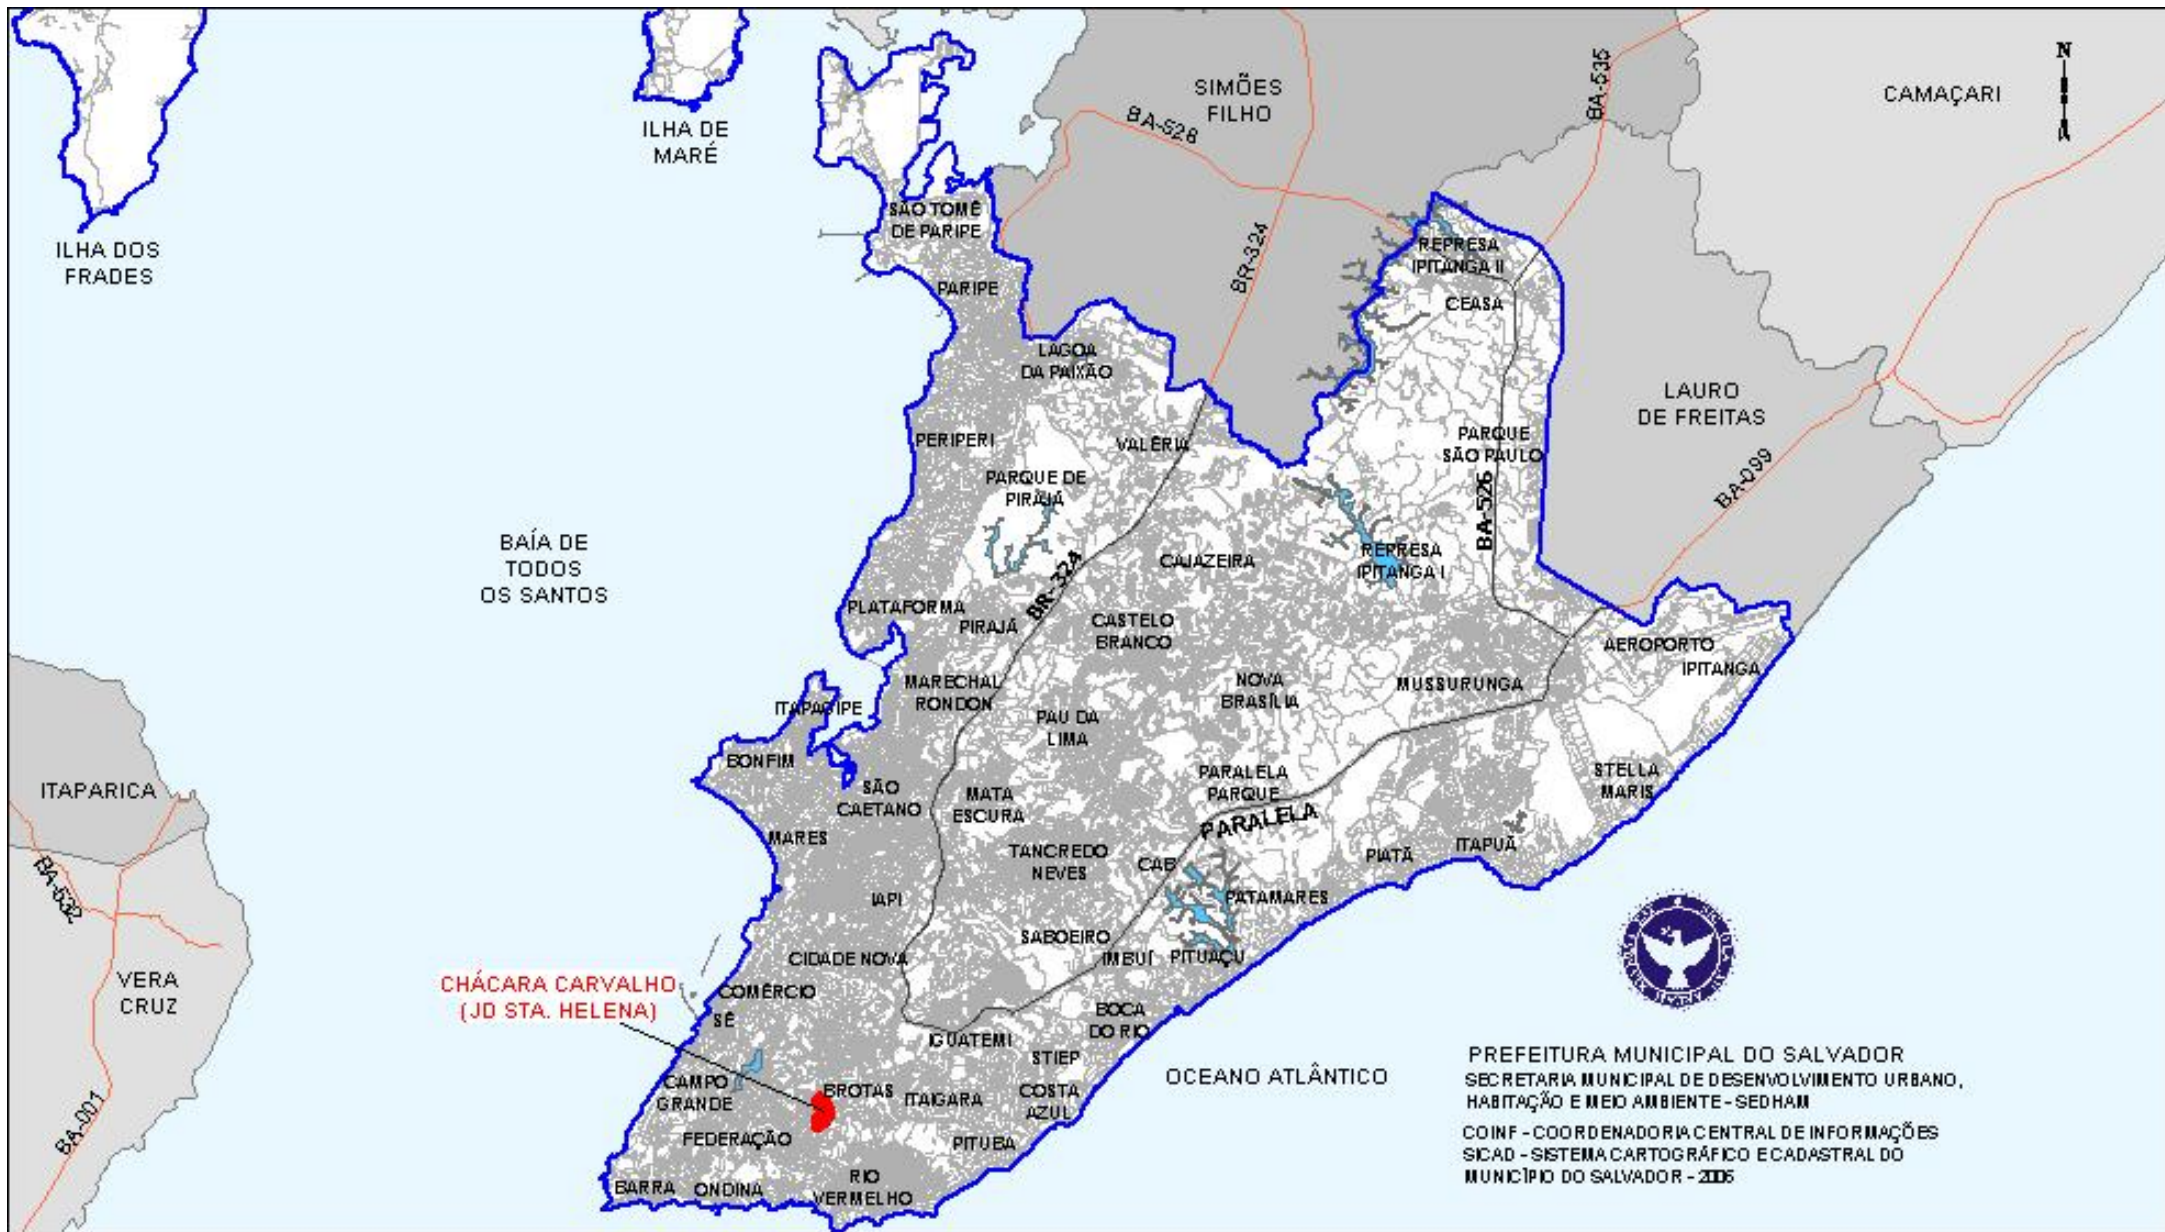 N
SIMÕES
FILHO
CAMAÇARI
BA-535
BA-526
ILHA DE
MARÉ
SÃO TOMÉ
DE PARIPE
ILHA DOS
FRADES
BR-324
REPRESA
IPITANGA II
CEASA
PARIPE
LAGOA
DA PAIXÃO
LAURO
DE FREITAS
PERIPERI
VALÉRIA
PARQUE
SÃO PAULO
PARQUE DE
PIRAJÁ
BA-099
BA-526
BAÍA DE
TODOS
OS SANTOS
CAJAZEIRA
REPRESA
IPITANGA I
BR-324
PLATAFORMA
PIRAJÁ
CASTELO
BRANCO
AEROPORTO
IPITANGA
MARECHAL
RONDON
NOVA
BRASÍLIA
MUSSURUNGA
ITAPAGIPE
PAU DA
LIMA
BONFIM
PARALELA
PARQUE
STELLA
MARIS
ITAPARICA
SÃO
CAETANO
MATA
ESCURA
PARALELA
MARES
TANCREDO
NEVES
CAB
PIATÃ
ITAPUÃ
BA-532
IAPI
PATAMARES
SABOEIRO
CIDADE NOVA
IMBUÍ
PITUAÇU
VERA
CRUZ
CHÁCARA CARVALHO
(JD STA. HELENA)
COMÉRCIO
SÉ
BOCA
DO RIO
IGUATEMI
STIEP
OCEANO ATLÂNTICO
CAMPO
GRANDE
BROTAS
ITAIGARA
COSTA
AZUL
BA-001
FEDERAÇÃO
PITUBA
BARRA
ONDINA
RIO
VERMELHO
PREFEITURA MUNICIPAL DO SALVADOR
SECRETARIA MUNICIPAL DE DESENVOLVIMENTO URBANO,
HABITAÇÃO E MEIO AMBIENTE - SEDHAM
COINF - COORDENADORIA CENTRAL DE INFORMAÇÕES
SICAD - SISTEMA CARTOGRÁFICO E CADASTRAL DO
MUNICÍPIO DO SALVADOR - 2006